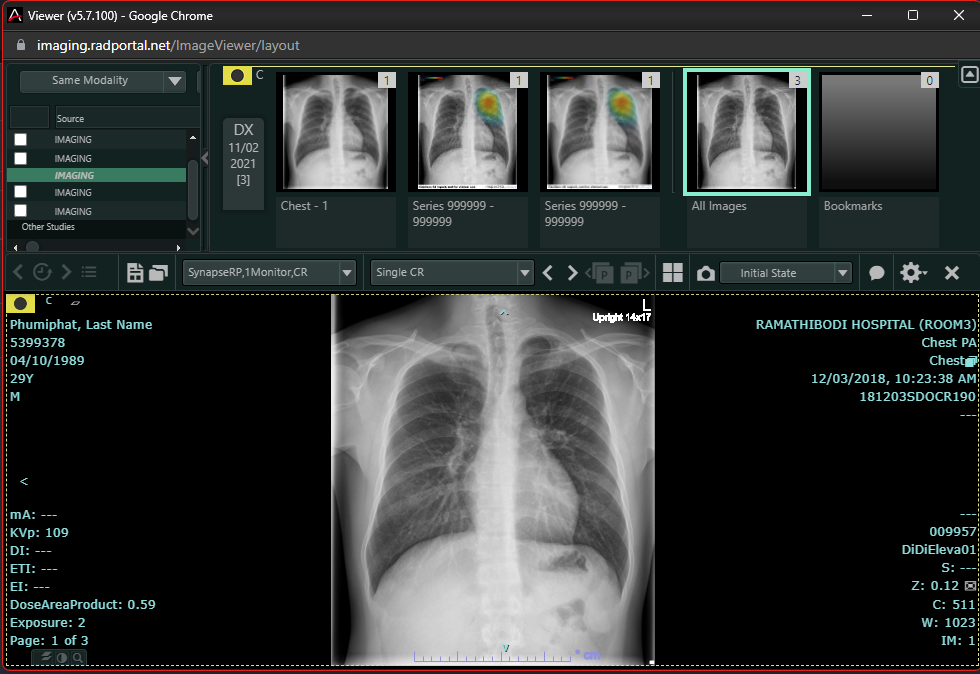 Viewer (v5.7.100) - Google Chrome
imaging.radportal.net/ImageViewer/layout
Same Modality
Source
IMAGING
IMAGING
IMAGING
IMAGING
IMAGING
Other Studies
C
DX
11/02
2021
[3]
1
Chest - 1
1
Series 999999 -
999999
1
Series 999999 -
999999
3
All Images
0
Bookmarks
SynapseRP,1Monitor,CR
Single CR
P
P
Initial State
C
Phumiphat, Last Name
5399378
04/10/1989
29Y
M
<
mA: ---
KVp: 109
DI: ---
ETI: ---
EI: ---
DoseAreaProduct: 0.59
Exposure: 2
Page: 1 of 3
L
Upright 14x17
cm
RAMATHIBODI HOSPITAL (ROOM3)
Chest PA
Chest
12/03/2018, 10:23:38 AM
181203SDOCR190
---
---
009957
DiDiEleva01
S: ---
Z: 0.12
C: 511
W: 1023
IM: 1